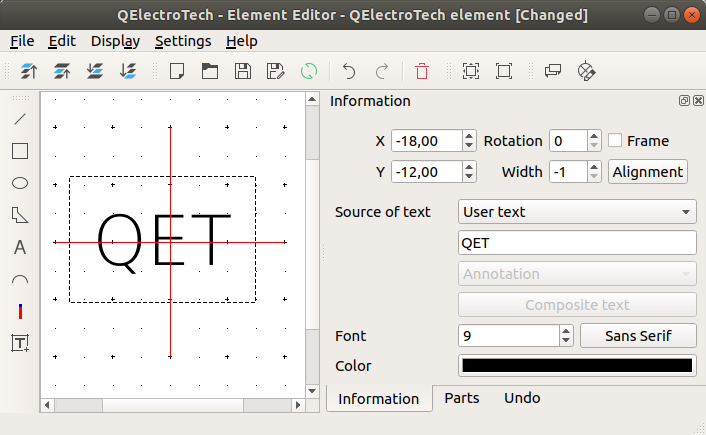 QElectroTech - Element Editor - QElectroTech element [Changed]
File Edit Display Settings Help
Information
X -18,00 Rotation 0 Frame
Y -12,00 Width -1 Alignment
Source of text User text
QET
Annotation
Composite text
Font 9 Sans Serif
Color
Information Parts Undo
QET
A
T